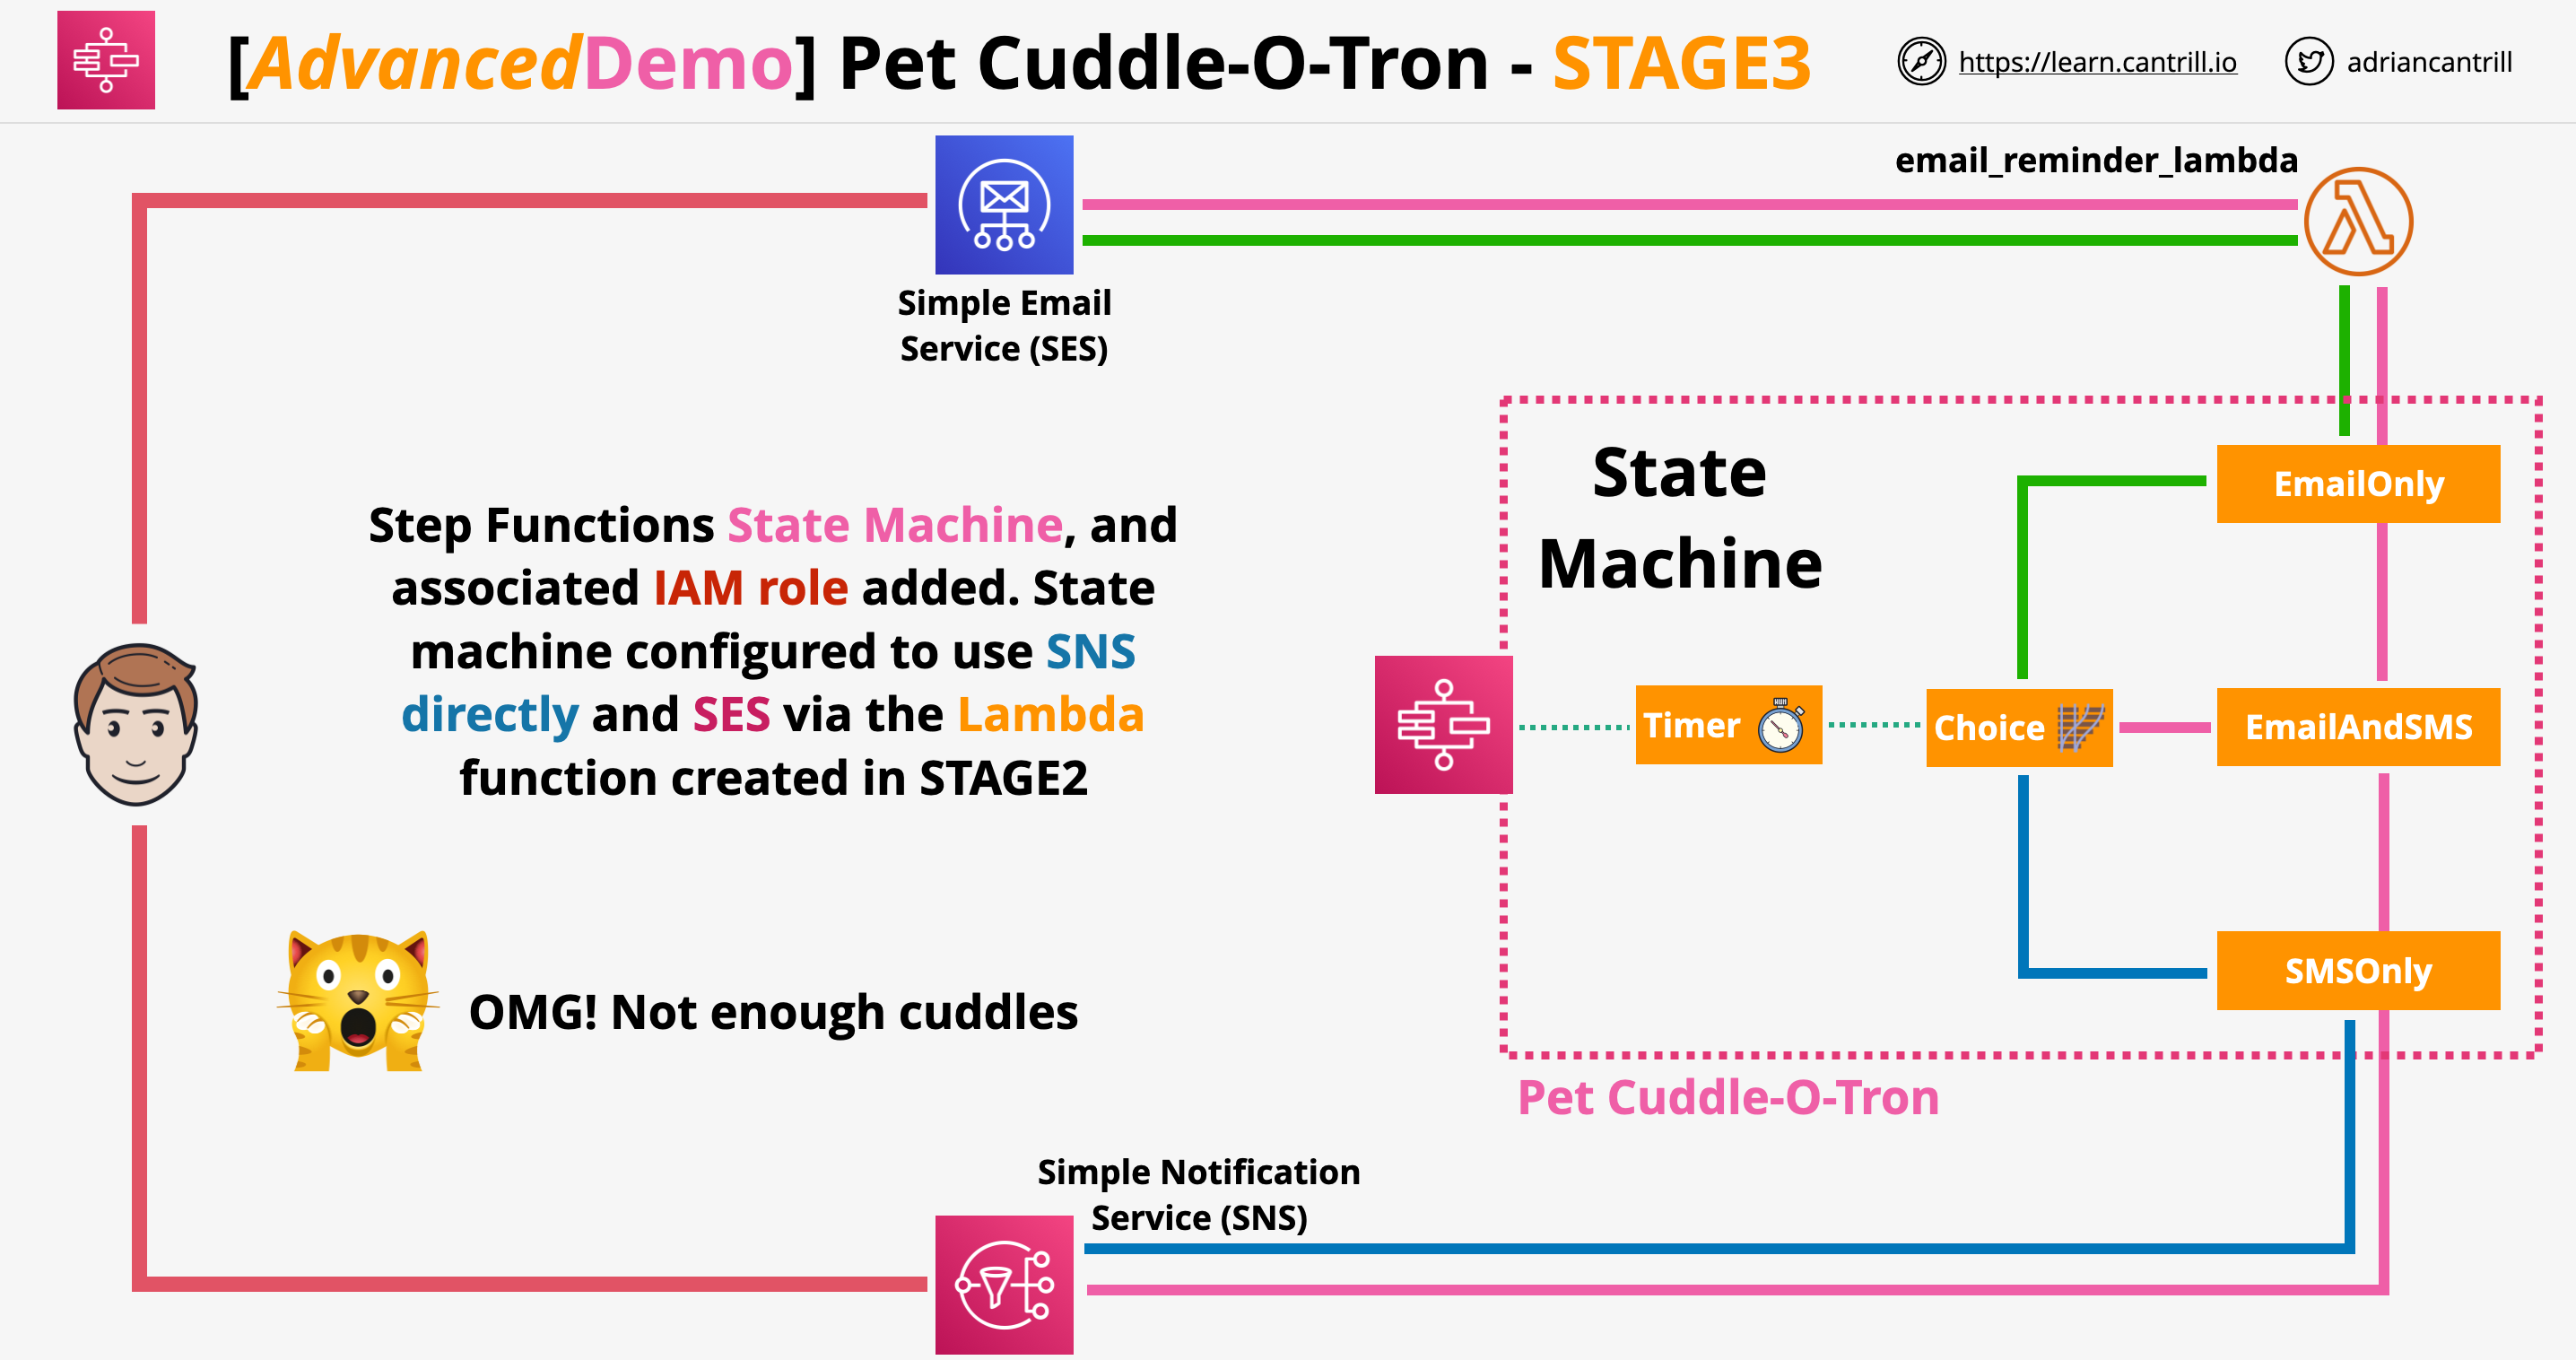 [AdvancedDemo] Pet Cuddle-O-Tron - STAGE3
https://learn.cantrill.io
adriancantrill
email_reminder_lambda
Simple Email
Service (SES)
Step Functions State Machine, and
associated IAM role added. State
machine configured to use SNS
directly and SES via the Lambda
function created in STAGE2
OMG! Not enough cuddles
State
Machine
EmailOnly
Timer
Choice
EmailAndSMS
SMSOnly
Pet Cuddle-O-Tron
Simple Notification
Service (SNS)